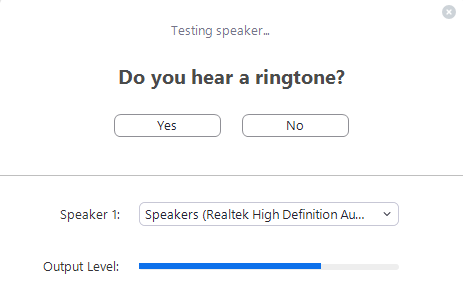 Testing speaker...
Do you hear a ringtone?
Yes No
Speaker 1: Speakers (Realtek High Definition Au...
Output Level: